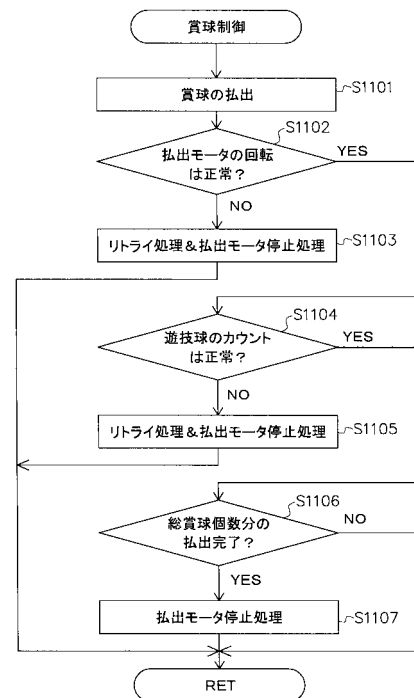 賞球制御
賞球の払出
S1101
S1102
払出モータの回転
は正常？
YES
NO
リトライ処理＆払出モータ停止処理
S1103
S1104
遊技球のカウント
は正常？
YES
NO
リトライ処理＆払出モータ停止処理
S1105
S1106
総賞球個数分の
払出完了？
NO
YES
払出モータ停止処理
S1107
RET